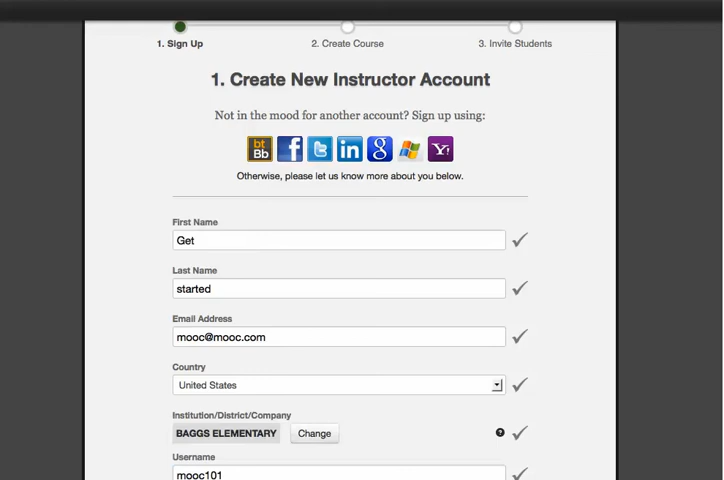 1. Sign Up
2. Create Course
3. Invite Students
1. Create New Instructor Account
Not in the mood for another account? Sign up using:
bt
Bb
f
t
in
g
Y!
Otherwise, please let us know more about you below.
First Name
Get
Last Name
started
Email Address
mooc@mooc.com
Country
United States
Institution/District/Company
BAGGS ELEMENTARY
Change
?
Username
mooc101